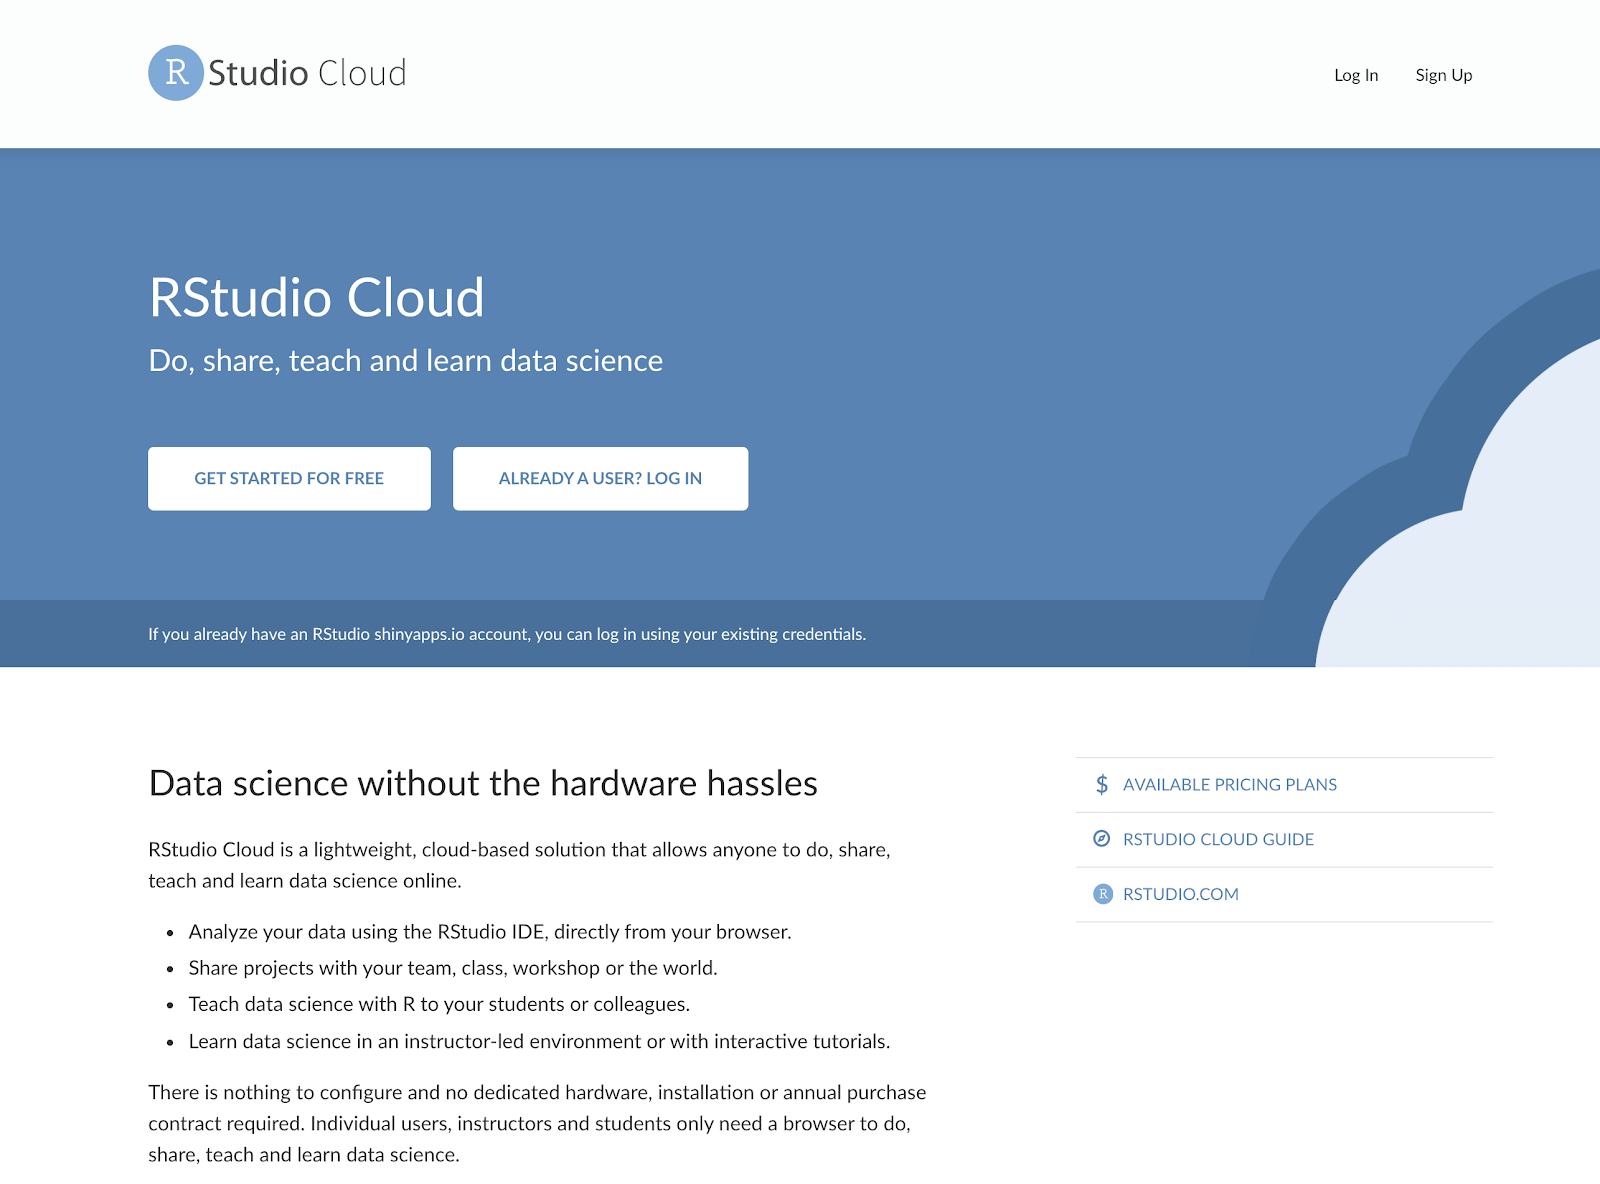 R Studio Cloud
Log In
Sign Up
RStudio Cloud
Do, share, teach and learn data science
GET STARTED FOR FREE
ALREADY A USER? LOG IN
If you already have an RStudio shinyapps.io account, you can log in using your existing credentials.
Data science without the hardware hassles
RStudio Cloud is a lightweight, cloud-based solution that allows anyone to do, share,
teach and learn data science online.
• Analyze your data using the RStudio IDE, directly from your browser.
• Share projects with your team, class, workshop or the world.
• Teach data science with R to your students or colleagues.
• Learn data science in an instructor-led environment or with interactive tutorials.
There is nothing to configure and no dedicated hardware, installation or annual purchase
contract required. Individual users, instructors and students only need a browser to do,
share, teach and learn data science.
$ AVAILABLE PRICING PLANS
RSTUDIO CLOUD GUIDE
R RSTUDIO.COM